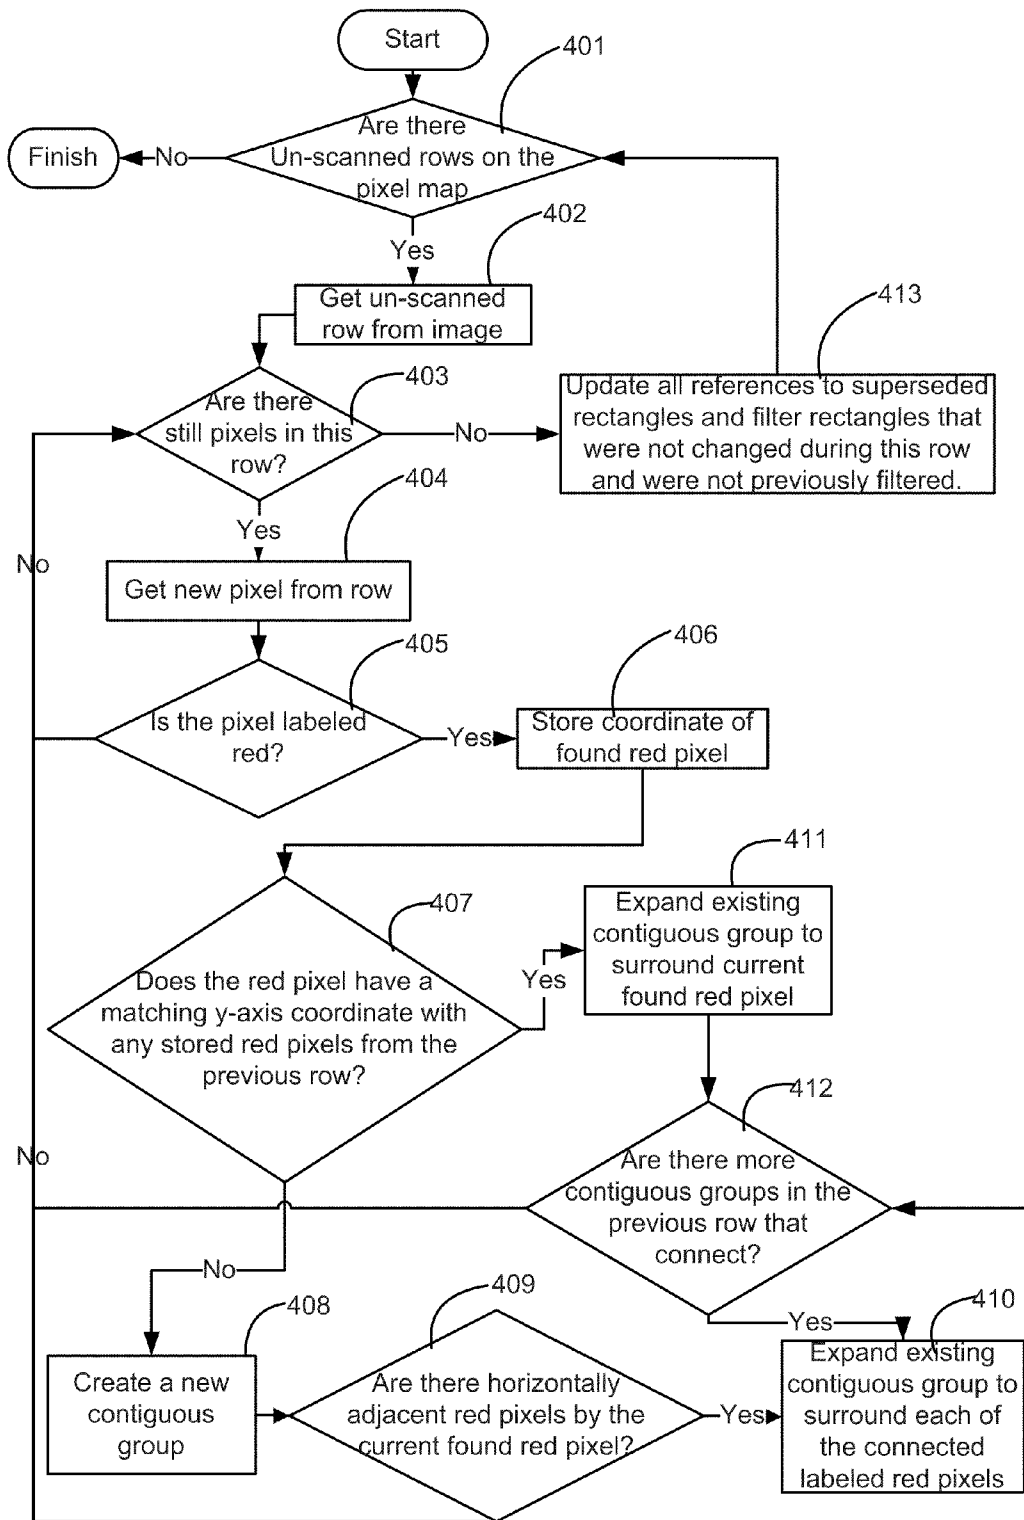 Start
401
Are there
Un-scanned rows on the
pixel map
No
Finish
Yes
402
Get un-scanned
row from image
413
Update all references to superseded
rectangles and filter rectangles that
were not changed during this row
and were not previously filtered.
403
Are there
still pixels in this
row?
No
Yes
404
No
Get new pixel from row
405
Is the pixel labeled
red?
Yes
406
Store coordinate of
found red pixel
407
Does the red pixel have a
matching y-axis coordinate with
any stored red pixels from the
previous row?
Yes
411
Expand existing
contiguous group to
surround current
found red pixel
412
Are there more
contiguous groups in the
previous row that
connect?
No
No
408
Create a new
contiguous
group
409
Are there horizontally
adjacent red pixels by the
current found red pixel?
Yes
Yes
410
Expand existing
contiguous group to
surround each of
the connected
labeled red pixels